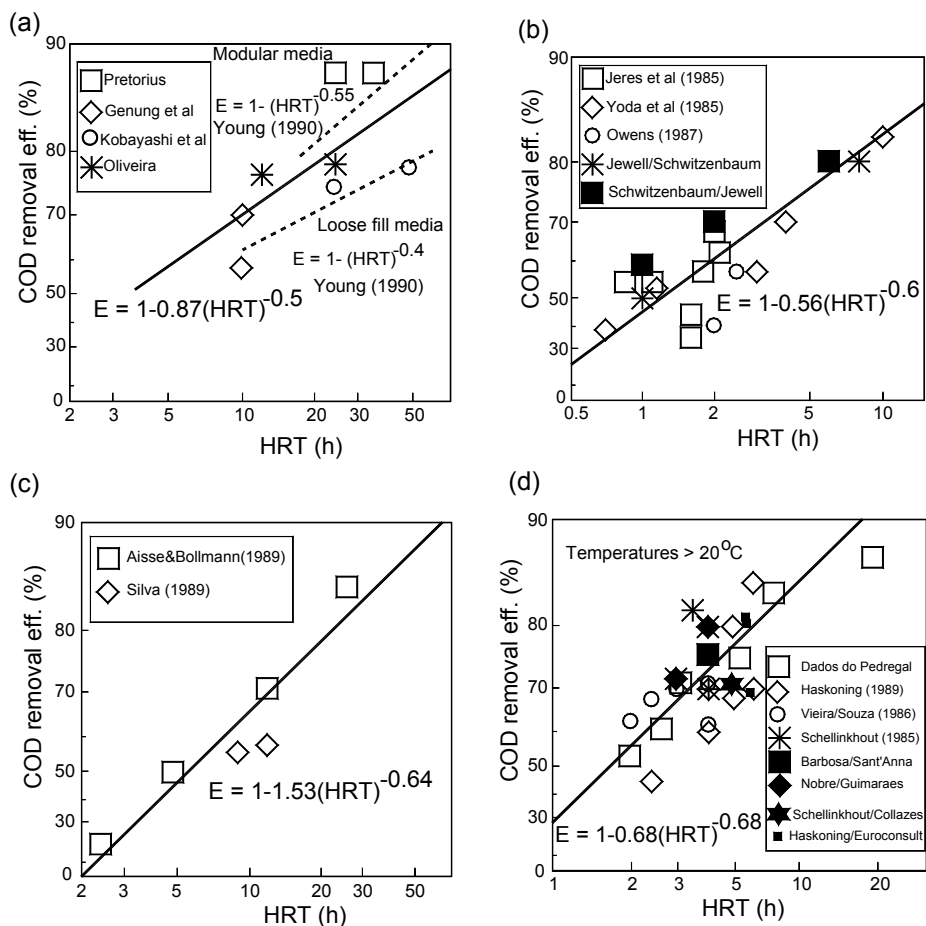 (a)
COD removal eff. (%)
90
80
70
50
30
0
Modular media
Pretorius
Genung et al
Kobayashi et al
Oliveira
E = 1- (HRT)-0.55
Young (1990)
Loose fill media
E = 1- (HRT)-0.4
Young (1990)
E = 1-0.87(HRT)-0.5
2 3 5 10 20 30 50
HRT (h)
(b)
COD removal eff. (%)
90
80
70
50
30
0
Jeres et al (1985)
Yoda et al (1985)
Owens (1987)
Jewell/Schwitzenbaum
Schwitzenbaum/Jewell
E = 1-0.56(HRT)-0.6
0.5 1 2 5 10
HRT (h)
(c)
COD removal eff. (%)
90
80
70
50
30
0
Aisse&Bollmann(1989)
Silva (1989)
E = 1-1.53(HRT)-0.64
2 3 5 10 20 30 50
HRT (h)
(d)
COD removal eff. (%)
90
80
70
50
30
0
Temperatures > 20°C
Dados do Pedregal
Haskoning (1989)
Vieira/Souza (1986)
Schellinkhout (1985)
Barbosa/Sant'Anna
Nobre/Guimaraes
Schellinkhout/Collazes
Haskoning/Euroconsult
E = 1-0.68(HRT)-0.68
1 2 3 5 10 20
HRT (h)